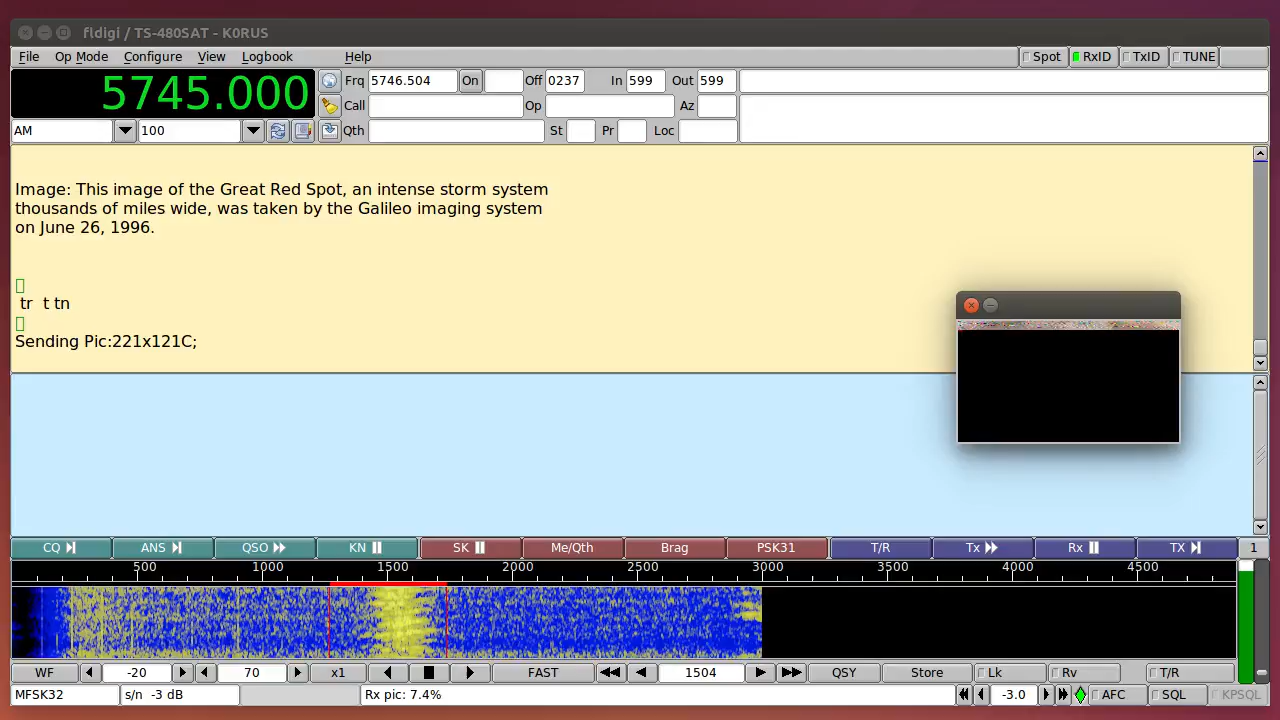 fldigi / TS-480SAT - K0RUS
File Op Mode Configure View Logbook Help Spot RxID TxID TUNE
5745.000 Frq 5746.504 On Off 0237 In 599 Out 599
Call Op Az
AM 100 Qth St Pr Loc
Image: This image of the Great Red Spot, an intense storm system
thousands of miles wide, was taken by the Galileo imaging system
on June 26, 1996.
tr t tn
Sending Pic:221x121C;
CQ ANS QSO KN SK Me/Qth Brag PSK31 T/R Tx Rx TX 1
500 1000 1500 2000 2500 3000 3500 4000 4500
WF -20 70 x1 FAST 1504 QSY Store Lk Rv T/R
MFSK32 s/n -3 dB Rx pic: 7.4% -3.0 AFC SQL KPSQL